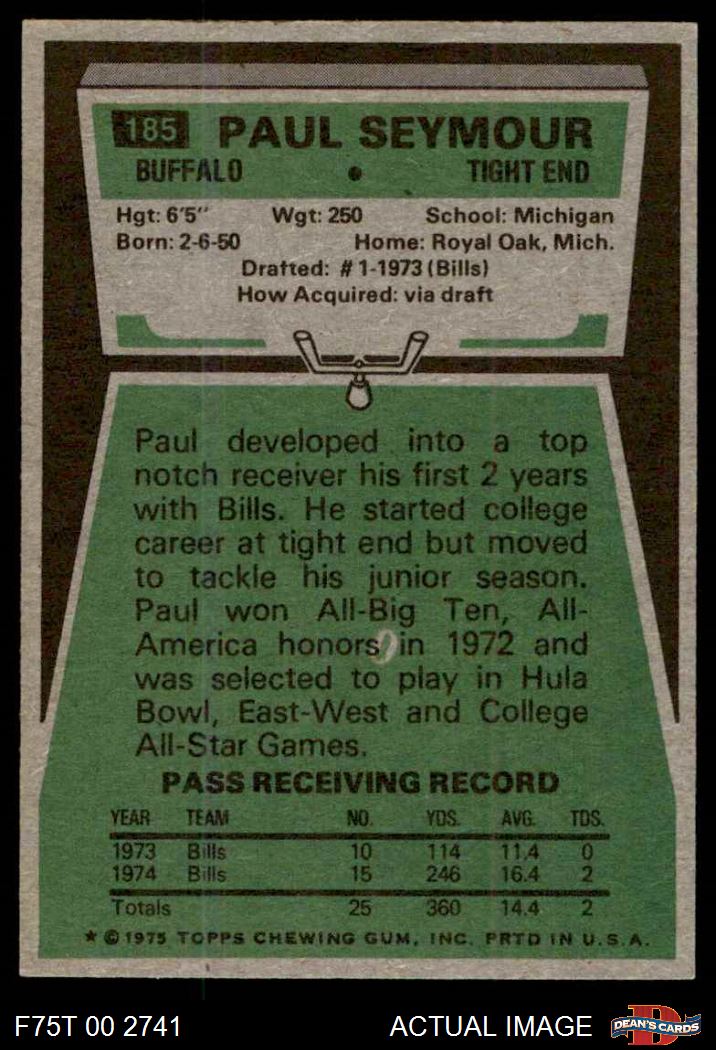 185 PAUL SEYMOUR
BUFFALO • TIGHT END
Hgt: 6'5" Wgt: 250 School: Michigan
Born: 2-6-50 Home: Royal Oak, Mich.
Drafted: #1-1973 (Bills)
How Acquired: via draft
Paul developed into a top
notch receiver his first 2 years
with Bills. He started college
career at tight end but moved
to tackle his junior season.
Paul won All-Big Ten, All-
America honors in 1972 and
was selected to play in Hula
Bowl, East-West and College
All-Star Games.
PASS RECEIVING RECORD
YEAR TEAM NO. YDS. AVG. TDS.
1973 Bills 10 114 11.4 0
1974 Bills 15 246 16.4 2
Totals 25 360 14.4 2
★ © 1975 TOPPS CHEWING GUM, INC. PRTD IN U.S.A.
F75T 00 2741 ACTUAL IMAGE D DEAN'S CARDS